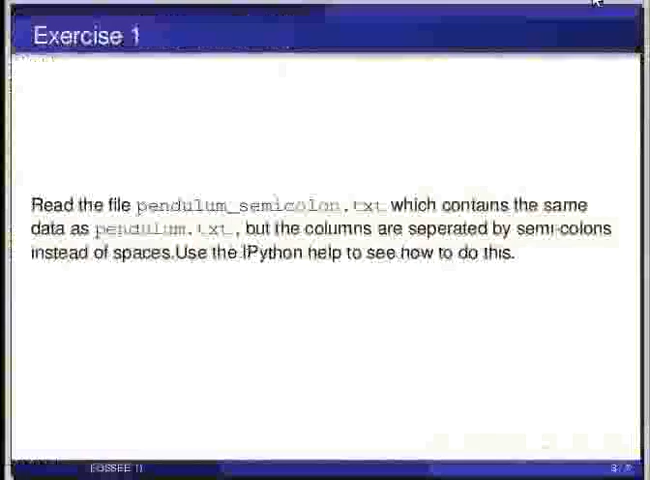 Exercise 1
Read the file pendulum_semicolon.txt which contains the same
data as pendulum.txt, but the columns are seperated by semi-colons
instead of spaces.Use the IPython help to see how to do this.